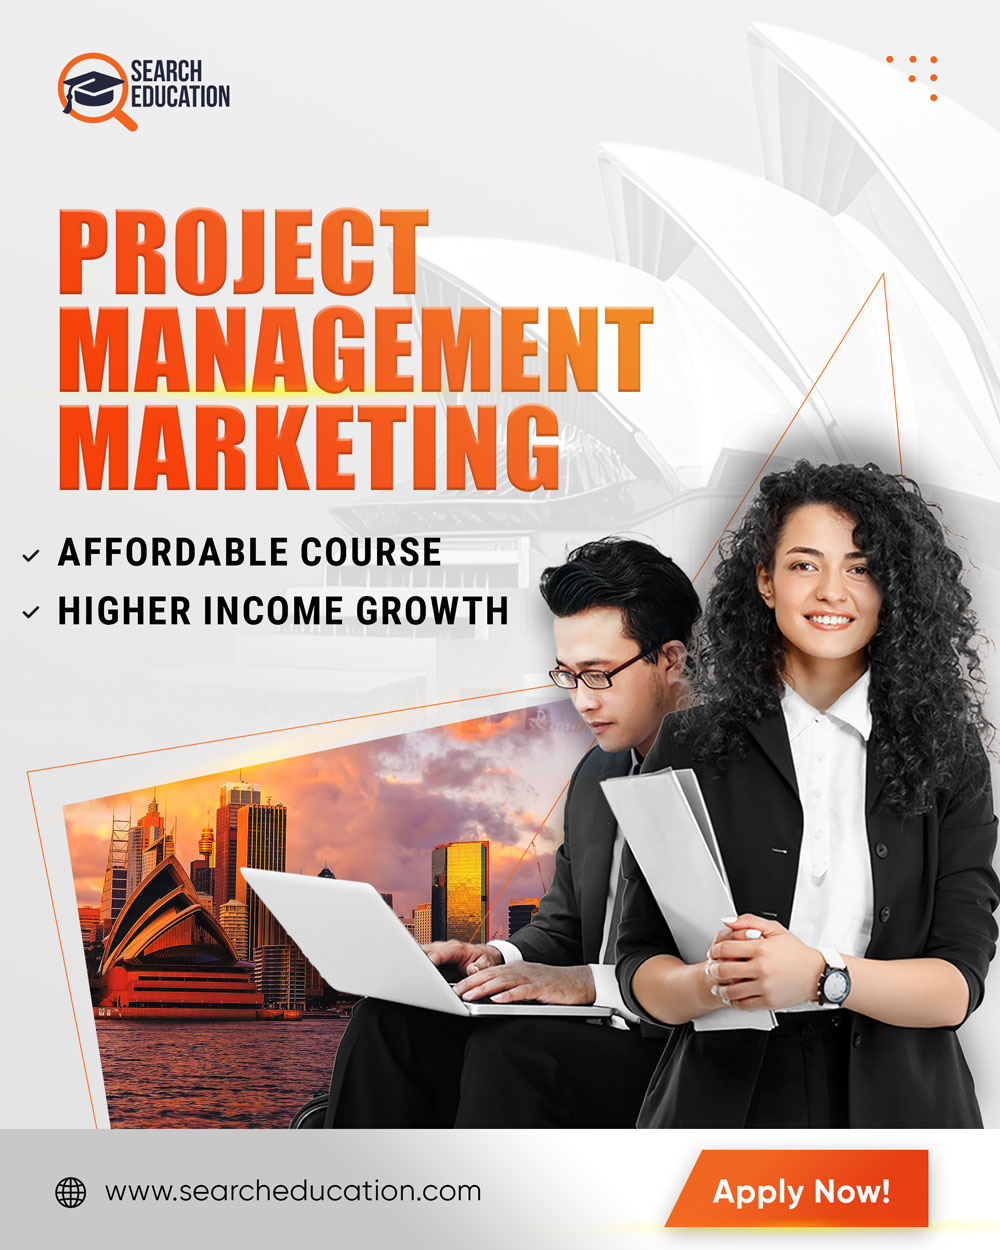 SEARCH
EDUCATION
PROJECT
MANAGEMENT
MARKETING
AFFORDABLE COURSE
HIGHER INCOME GROWTH
www.searcheducation.com
Apply Now!